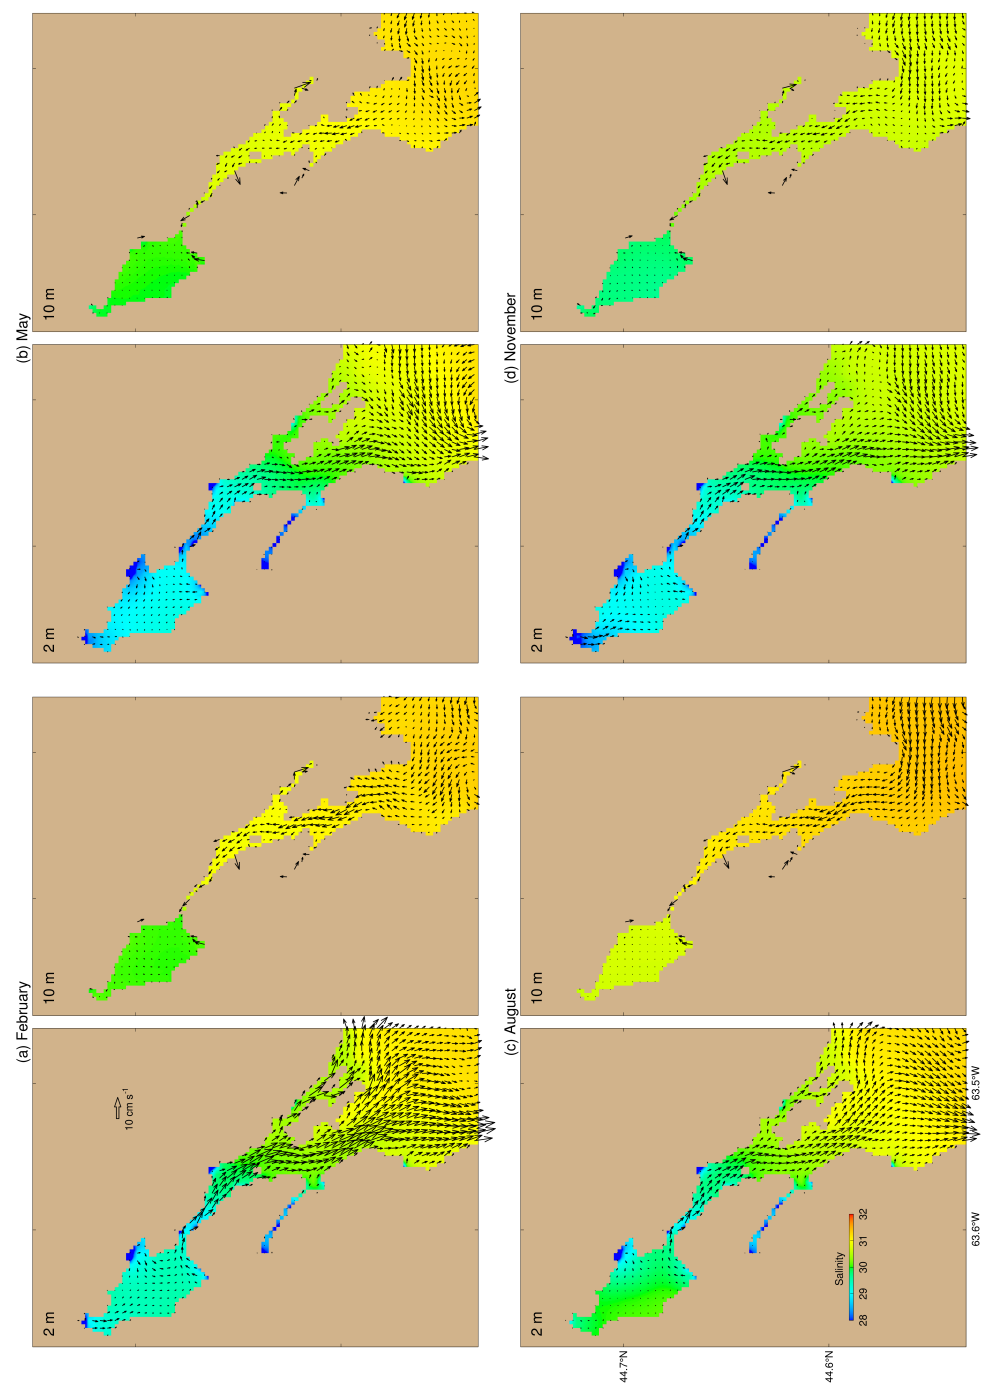 (a) February
2 m
10 m
10 cm s⁻¹
(b) May
2 m
10 m
(c) August
2 m
10 m
Salinity
28 29 30 31 32
44.7°N
44.6°N
63.6°W
63.5°W
(d) November
2 m
10 m